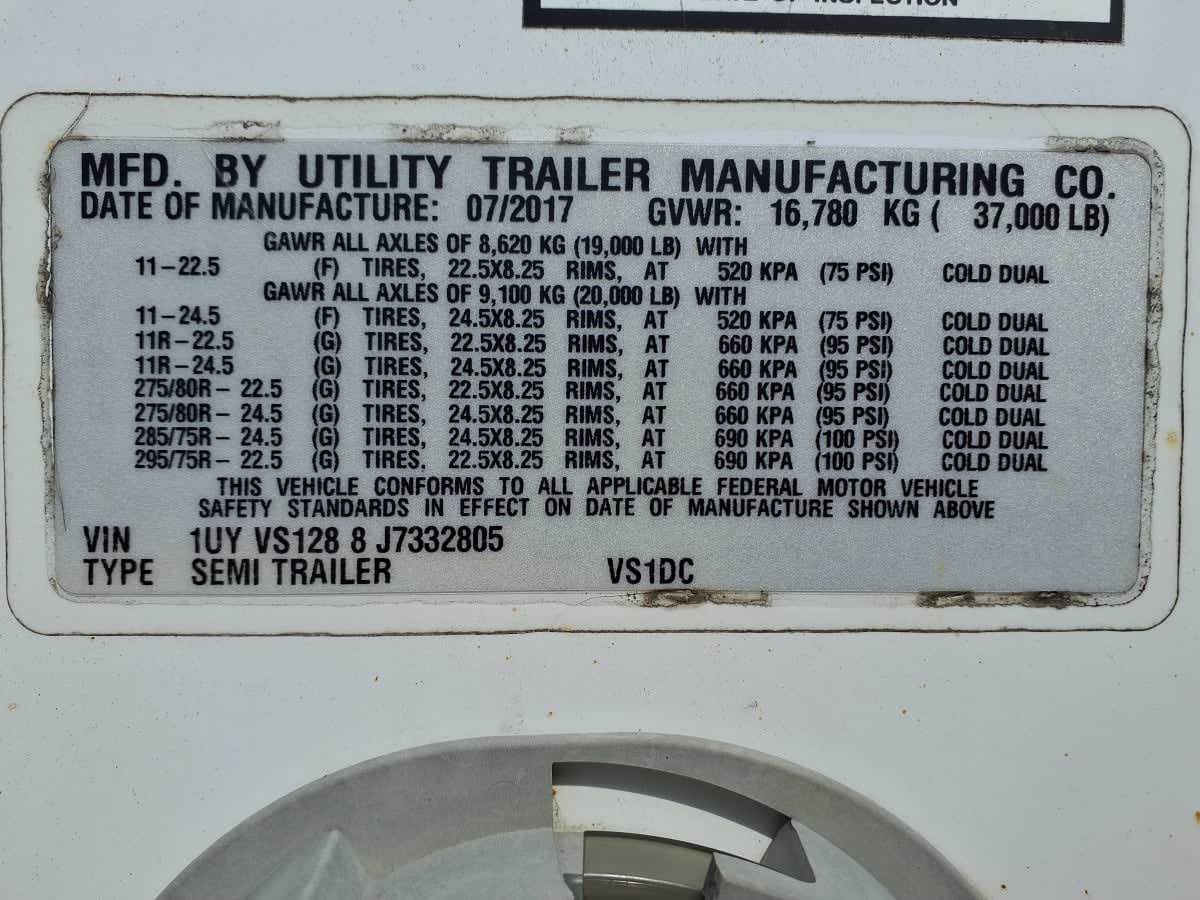 DATE OF INSPECTION
MFD. BY UTILITY TRAILER MANUFACTURING CO.
DATE OF MANUFACTURE: 07/2017 GVWR: 16,780 KG ( 37,000 LB)
GAWR ALL AXLES OF 8,620 KG (19,000 LB) WITH
11-22.5 (F) TIRES, 22.5X8.25 RIMS, AT 520 KPA (75 PSI) COLD DUAL
GAWR ALL AXLES OF 9,100 KG (20,000 LB) WITH
11-24.5 (F) TIRES, 24.5X8.25 RIMS, AT 520 KPA (75 PSI) COLD DUAL
11R-22.5 (G) TIRES, 22.5X8.25 RIMS, AT 660 KPA (95 PSI) COLD DUAL
11R-24.5 (G) TIRES, 24.5X8.25 RIMS, AT 660 KPA (95 PSI) COLD DUAL
275/80R- 22.5 (G) TIRES, 22.5X8.25 RIMS, AT 660 KPA (95 PSI) COLD DUAL
275/80R- 24.5 (G) TIRES, 24.5X8.25 RIMS, AT 660 KPA (95 PSI) COLD DUAL
285/75R- 24.5 (G) TIRES, 24.5X8.25 RIMS, AT 690 KPA (100 PSI) COLD DUAL
295/75R- 22.5 (G) TIRES, 22.5X8.25 RIMS, AT 690 KPA (100 PSI) COLD DUAL
THIS VEHICLE CONFORMS TO ALL APPLICABLE FEDERAL MOTOR VEHICLE
SAFETY STANDARDS IN EFFECT ON DATE OF MANUFACTURE SHOWN ABOVE
VIN 1UY VS128 8 J7332805
TYPE SEMI TRAILER VS1DC